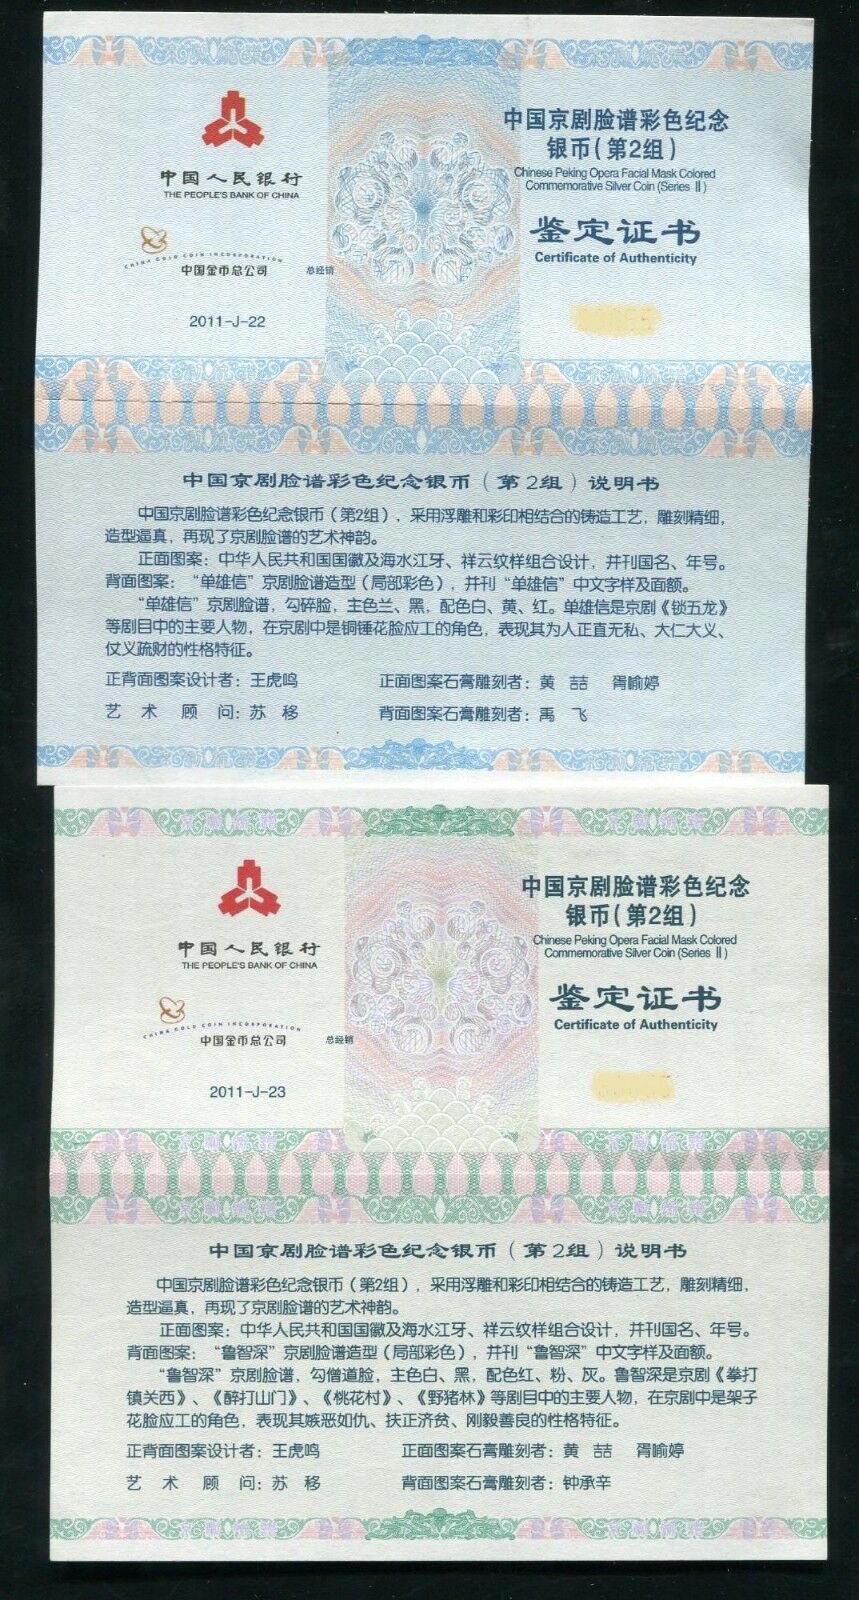 中国人民银行
THE PEOPLE'S BANK OF CHINA
CHINA GOLD COIN INCORPORATION
中国金币总公司
总经销
2011-J-22
中国京剧脸谱彩色纪念
银币(第2组)
Chinese Peking Opera Facial Mask Colored
Commemorative Silver Coin (Series Ⅱ)
鉴定证书
Certificate of Authenticity
中国京剧脸谱彩色纪念银币(第2组)说明书
中国京剧脸谱彩色纪念银币(第2组),采用浮雕和彩印相结合的铸造工艺,雕刻精细,
造型逼真,再现了京剧脸谱的艺术神韵。
正面图案:中华人民共和国国徽及海水江牙、祥云纹样组合设计,并刊国名、年号。
背面图案:“单雄信”京剧脸谱造型(局部彩色),并刊“单雄信”中文字样及面额。
“单雄信”京剧脸谱,勾碎脸,主色兰、黑,配色白、黄、红。单雄信是京剧《锁五龙》
等剧目中的主要人物,在京剧中是铜锤花脸应工的角色,表现其为人正直无私、大仁大义、
仗义疏财的性格特征。
正背面图案设计者:王虎鸣 正面图案石膏雕刻者:黄 喆 胥喻婷
艺术顾问:苏 移 背面图案石膏雕刻者:禹 飞
中国人民银行
THE PEOPLE'S BANK OF CHINA
CHINA GOLD COIN INCORPORATION
中国金币总公司
总经销
2011-J-23
中国京剧脸谱彩色纪念
银币(第2组)
Chinese Peking Opera Facial Mask Colored
Commemorative Silver Coin (Series Ⅱ)
鉴定证书
Certificate of Authenticity
中国京剧脸谱彩色纪念银币(第2组)说明书
中国京剧脸谱彩色纪念银币(第2组),采用浮雕和彩印相结合的铸造工艺,雕刻精细,
造型逼真,再现了京剧脸谱的艺术神韵。
正面图案:中华人民共和国国徽及海水江牙、祥云纹样组合设计,并刊国名、年号。
背面图案:“鲁智深”京剧脸谱造型(局部彩色),并刊“鲁智深”中文字样及面额。
“鲁智深”京剧脸谱,勾僧道脸,主色白、黑,配色红、粉、灰。鲁智深是京剧《拳打
镇关西》、《醉打山门》、《桃花村》、《野猪林》等剧目中的主要人物,在京剧中是架子
花脸应工的角色,表现其嫉恶如仇、扶正济贫、刚毅善良的性格特征。
正背面图案设计者:王虎鸣 正面图案石膏雕刻者:黄 喆 胥喻婷
艺术顾问:苏 移 背面图案石膏雕刻者:钟承辛